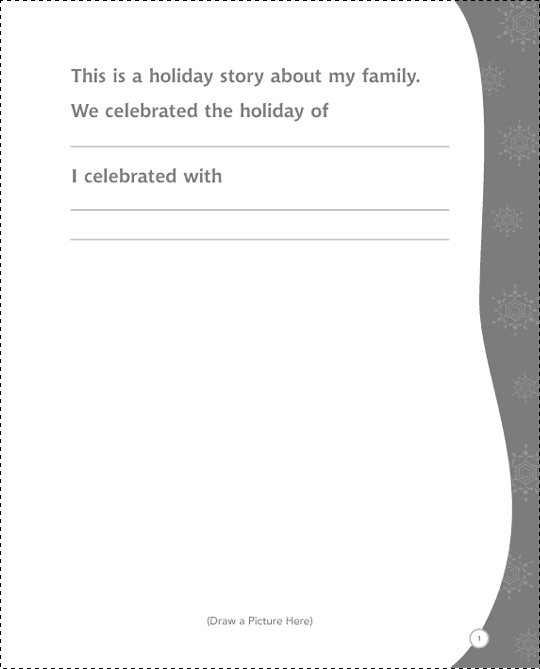 This is a holiday story about my family.
We celebrated the holiday of
I celebrated with
(Draw a Picture Here)
1